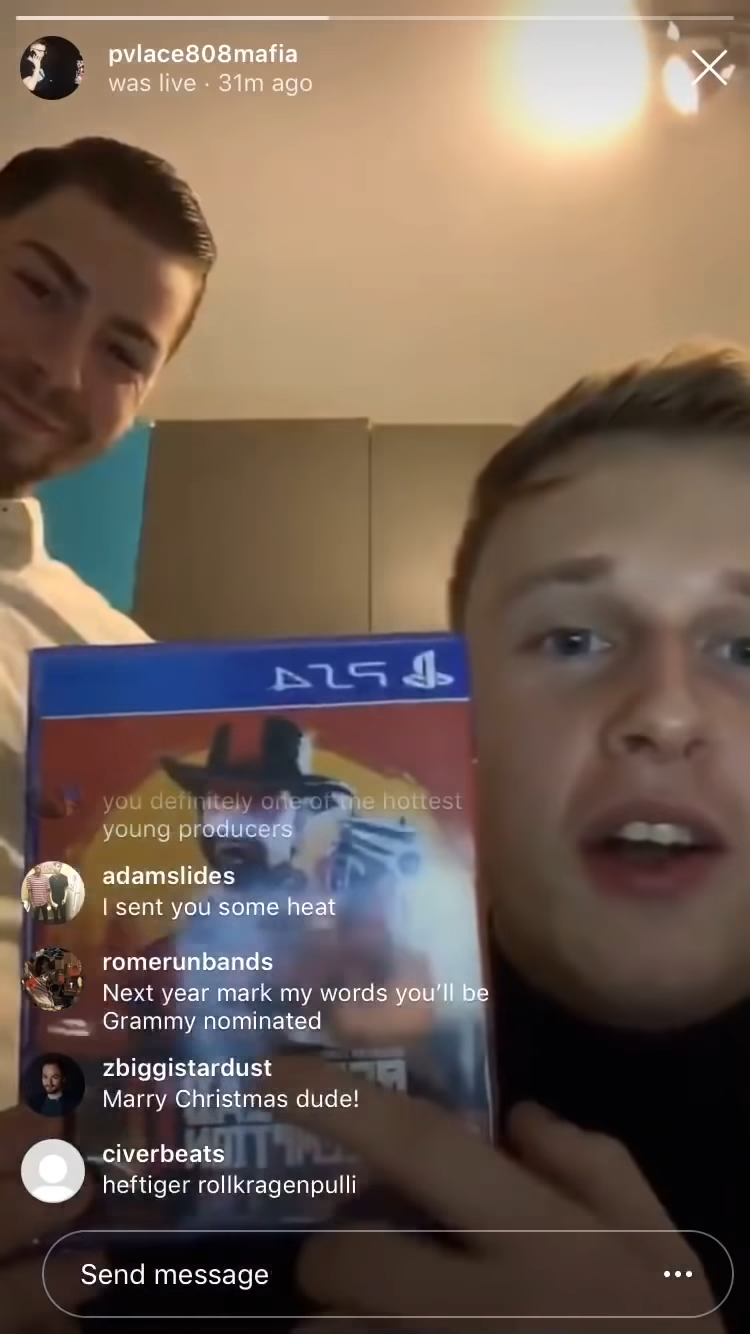 pvlace808mafia
was live · 31m ago
PS4
you definitely one of the hottest
young producers
adamslides
I sent you some heat
romerunbands
Next year mark my words you’ll be
Grammy nominated
zbiggistardust
Marry Christmas dude!
civerbeats
heftiger rollkragenpulli
Send message